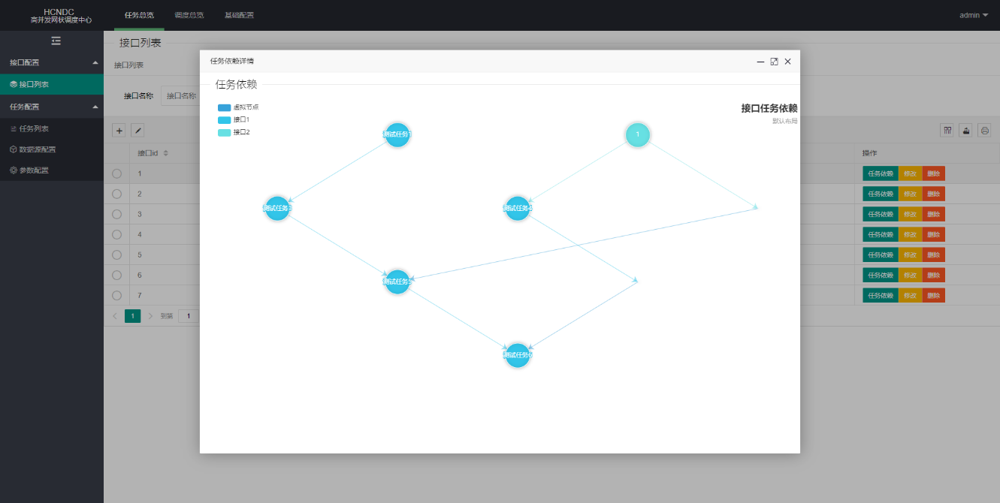 HCNDC
高并发网状调度中心
任务总览
调度总览
基础配置
admin
接口配置
接口列表
任务配置
任务列表
数据源配置
参数配置
接口列表
接口列表
接口名称
接口名称
接口id
操作
1
任务依赖 修改 删除
2
任务依赖 修改 删除
3
任务依赖 修改 删除
4
任务依赖 修改 删除
5
任务依赖 修改 删除
6
任务依赖 修改 删除
7
任务依赖 修改 删除
1
到第
1
任务依赖详情
任务依赖
虚拟节点
接口1
接口2
接口任务依赖
默认布局
测试任务1
1
测试任务
测试任务4
测试任务
测试任务6